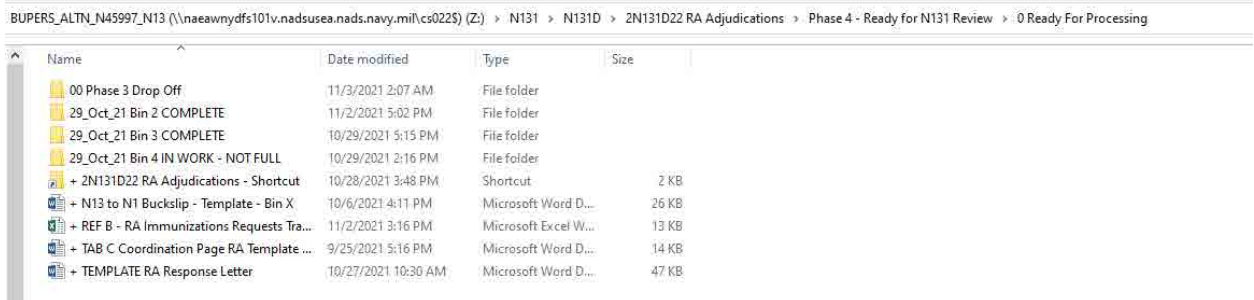 BUPERS_ALTN_N45997_N13 (\\naeawnydfs101v.nadsusea.nads.navy.mil\cs022$) (Z:) > N131 > N131D > 2N131D22 RA Adjudications > Phase 4 - Ready for N131 Review > 0 Ready For Processing
Name Date modified Type Size
00 Phase 3 Drop Off 11/3/2021 2:07 AM File folder
29_Oct_21 Bin 2 COMPLETE 11/2/2021 5:02 PM File folder
29_Oct_21 Bin 3 COMPLETE 10/29/2021 5:15 PM File folder
29_Oct_21 Bin 4 IN WORK - NOT FULL 10/29/2021 2:16 PM File folder
+ 2N131D22 RA Adjudications - Shortcut 10/28/2021 3:48 PM Shortcut 2 KB
+ N13 to N1 Buckslip - Template - Bin X 10/6/2021 4:11 PM Microsoft Word D... 26 KB
+ REF B - RA Immunizations Requests Tra... 11/2/2021 3:16 PM Microsoft Excel W... 13 KB
+ TAB C Coordination Page RA Template ... 9/25/2021 5:16 PM Microsoft Word D... 14 KB
+ TEMPLATE RA Response Letter 10/27/2021 10:30 AM Microsoft Word D... 47 KB